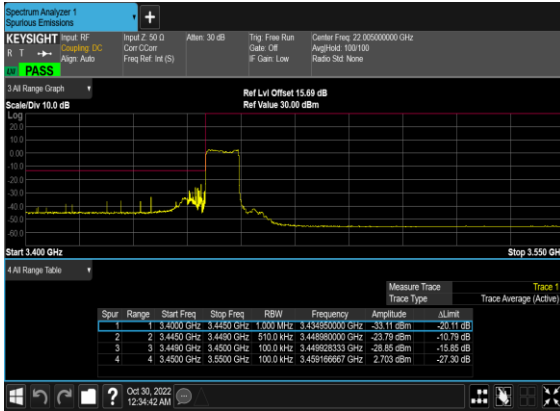 Spectrum Analyzer 1
Spurious Emissions
+
KEYSIGHT Input: RF Input Z: 50 Ω Atten: 30 dB Trig: Free Run Center Freq: 22.005000000 GHz
R T Coupling: DC Corr CCorr Gate: Off Avg|Hold: 100/100
Align: Auto Freq Ref: Int (S) IF Gain: Low Radio Std: None
PASS
3 All Range Graph
Ref Lvl Offset 15.69 dB
Scale/Div 10.0 dB Ref Value 30.00 dBm
Log
20.0
10.0
0.00
-10.0
-20.0
-30.0
-40.0
-50.0
-60.0
Start 3.400 GHz Stop 3.550 GH
4 All Range Table
Measure Trace Trace 1
Trace Type Trace Average (Active)
Spur Range Start Freq Stop Freq RBW Frequency Amplitude ΔLimit
1 1 3.4000 GHz 3.4450 GHz 1.000 MHz 3.434950000 GHz -33.11 dBm -20.11 dB
2 2 3.4450 GHz 3.4490 GHz 510.0 kHz 3.448980000 GHz -23.79 dBm -10.79 dB
3 3 3.4490 GHz 3.4500 GHz 100.0 kHz 3.449928333 GHz -28.85 dBm -15.85 dB
4 4 3.4500 GHz 3.5500 GHz 100.0 kHz 3.459166667 GHz 2.703 dBm -27.30 dB
? Oct 30, 2022
12:34:42 AM